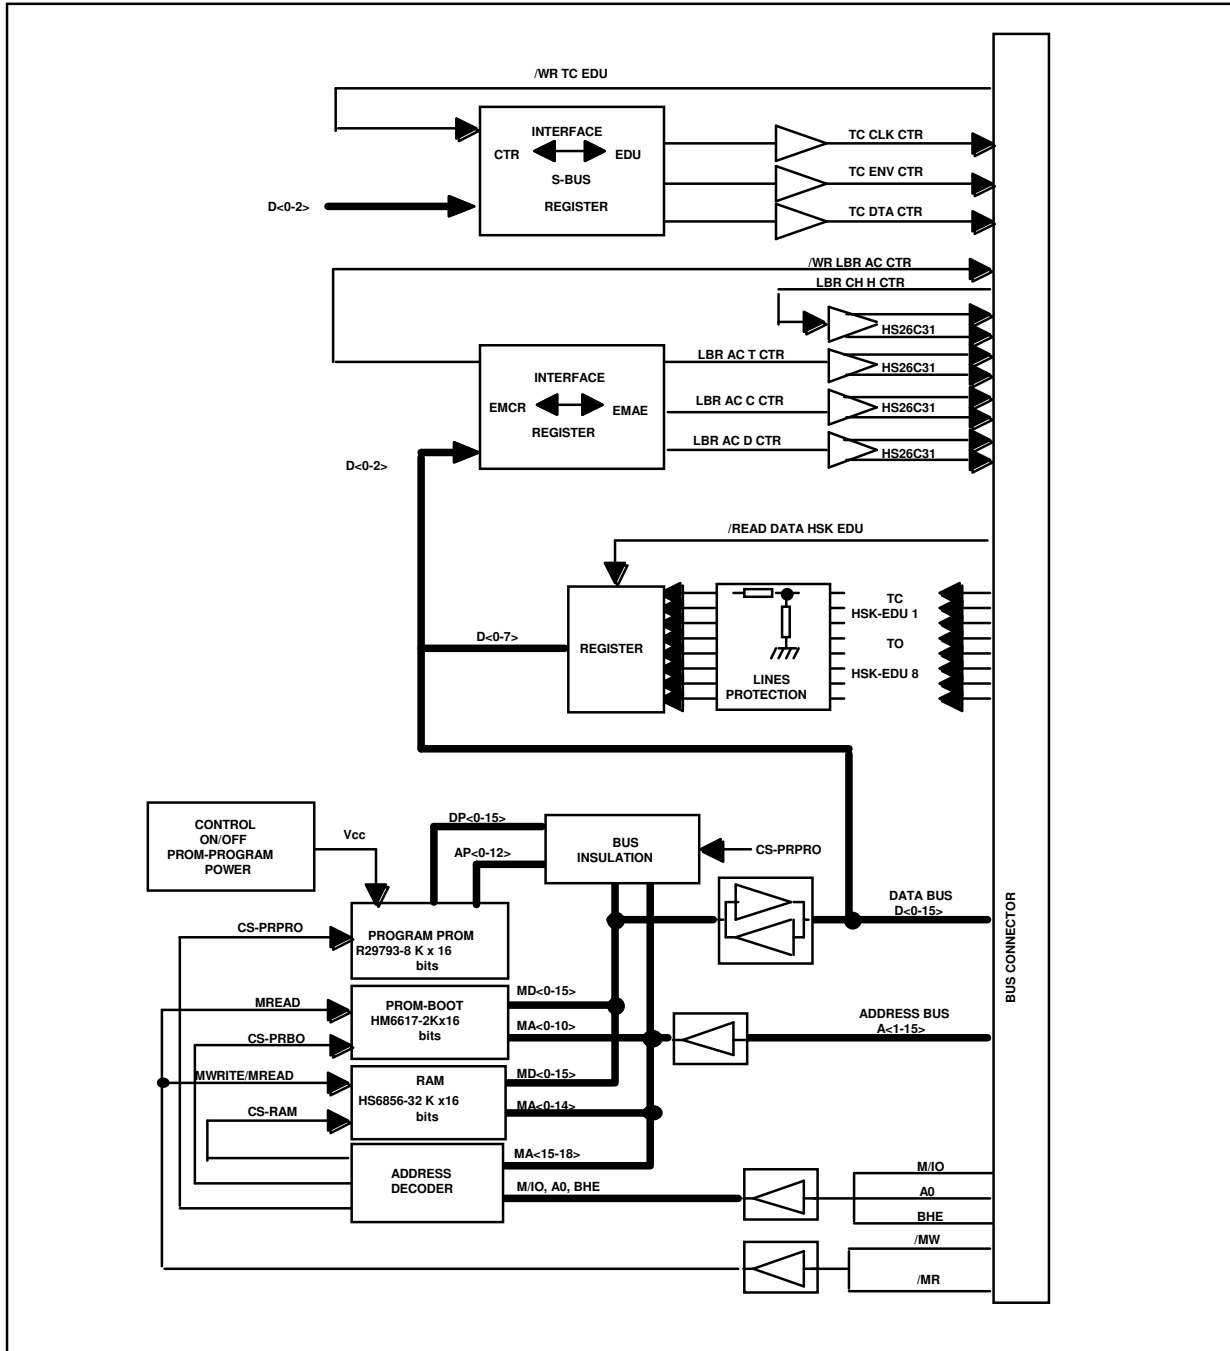 /WR TC EDU
INTERFACE
CTR EDU
S-BUS
REGISTER
D<0-2>
TC CLK CTR
TC ENV CTR
TC DTA CTR
/WR LBR AC CTR
LBR CH H CTR
HS26C31
INTERFACE
EMCR EMAE
REGISTER
LBR AC T CTR
HS26C31
LBR AC C CTR
HS26C31
LBR AC D CTR
HS26C31
D<0-2>
/READ DATA HSK EDU
D<0-7>
REGISTER
LINES
PROTECTION
TC
HSK-EDU 1
TO
HSK-EDU 8
CONTROL
ON/OFF
PROM-PROGRAM
POWER
Vcc
DP<0-15>
AP<0-12>
BUS
INSULATION
CS-PRPRO
DATA BUS
D<0-15>
BUS CONNECTOR
CS-PRPRO
PROGRAM PROM
R29793-8 K x 16
bits
MREAD
PROM-BOOT
HM6617-2Kx16
bits
MD<0-15>
MA<0-10>
ADDRESS BUS
A<1-15>
CS-PRBO
MWRITE/MREAD
RAM
HS6856-32 K x16
bits
MD<0-15>
CS-RAM
MA<0-14>
ADDRESS
DECODER
MA<15-18>
M/IO, A0, BHE
M/IO
A0
BHE
/MW
/MR